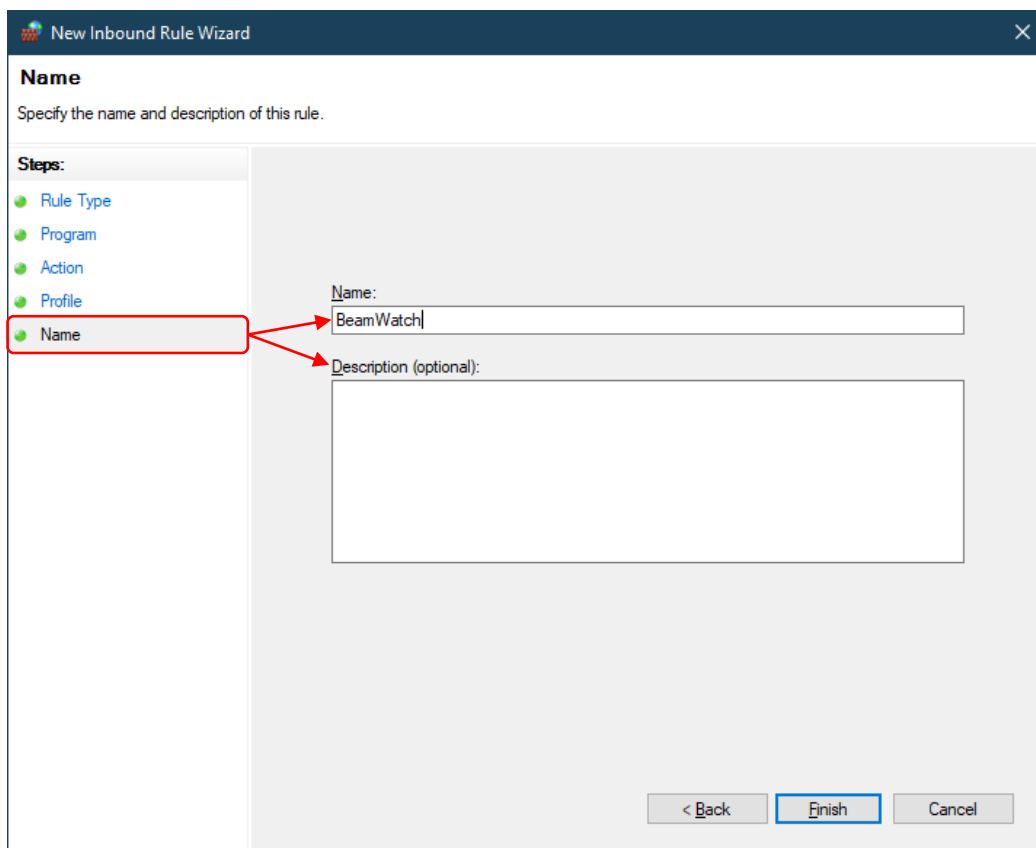 New Inbound Rule Wizard
Name
Specify the name and description of this rule.
Steps:
Rule Type
Program
Action
Profile
Name
Name:
BeamWatch
Description (optional):
< Back
Finish
Cancel